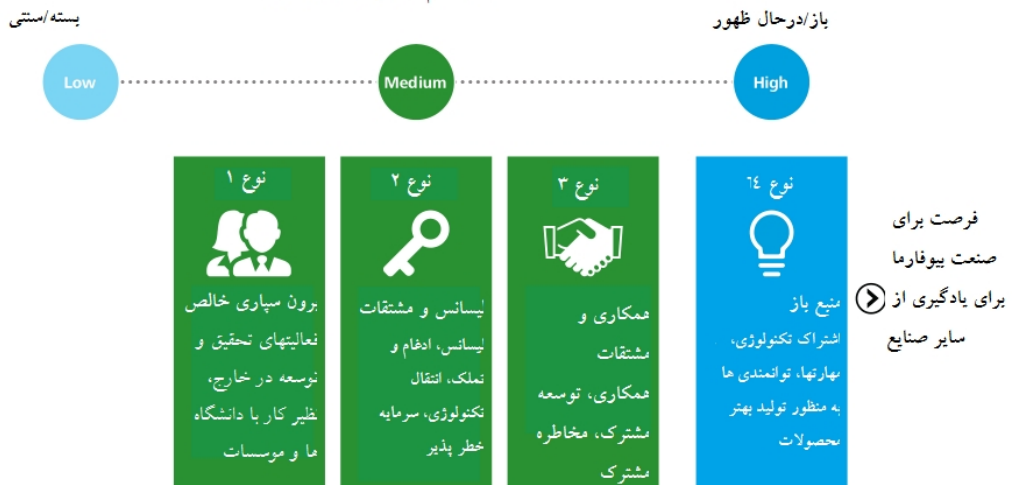 بسته/سنتی
باز/درحال ظهور
Low
Medium
High
نوع ۱
برون سپاری خالص
فعالیتهای تحقیق و
توسعه در خارج،
نظیر کار با دانشگاه
ها و موسسات
نوع ۲
لیسانس و مشتقات
لیسانس، ادغام و
تملک، انتقال
تکنولوژی، سرمایه
خطر پذیر
نوع ۳
همکاری و
مشتقات
همکاری، توسعه
مشترک، مخاطره
مشترک
نوع ٦٤
منبع باز
اشتراک تکنولوژی،
مهارتها، توانمندی ها
به منظور تولید بهتر
محصولات
فرصت برای
صنعت بیوفارما
برای یادگیری از
سایر صنایع